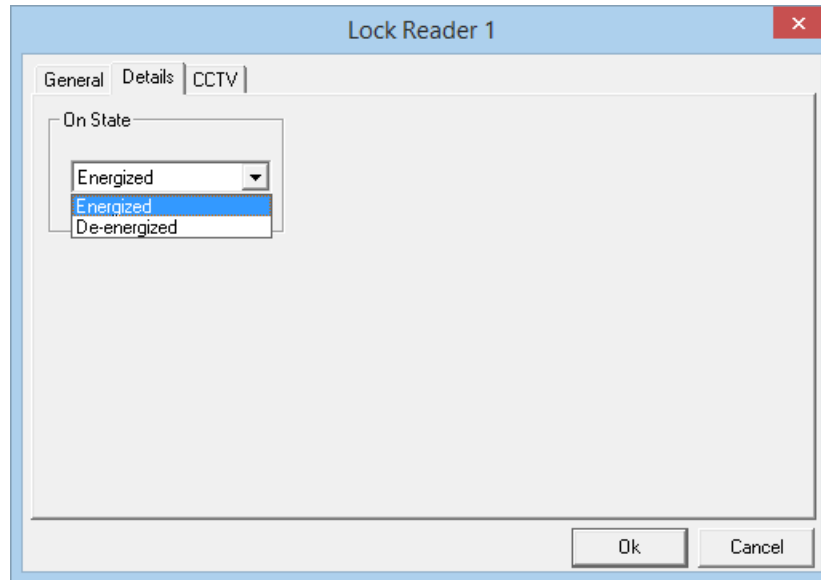 Lock Reader 1
General Details CCTV
On State
Energized
Energized
De-energized
Ok Cancel